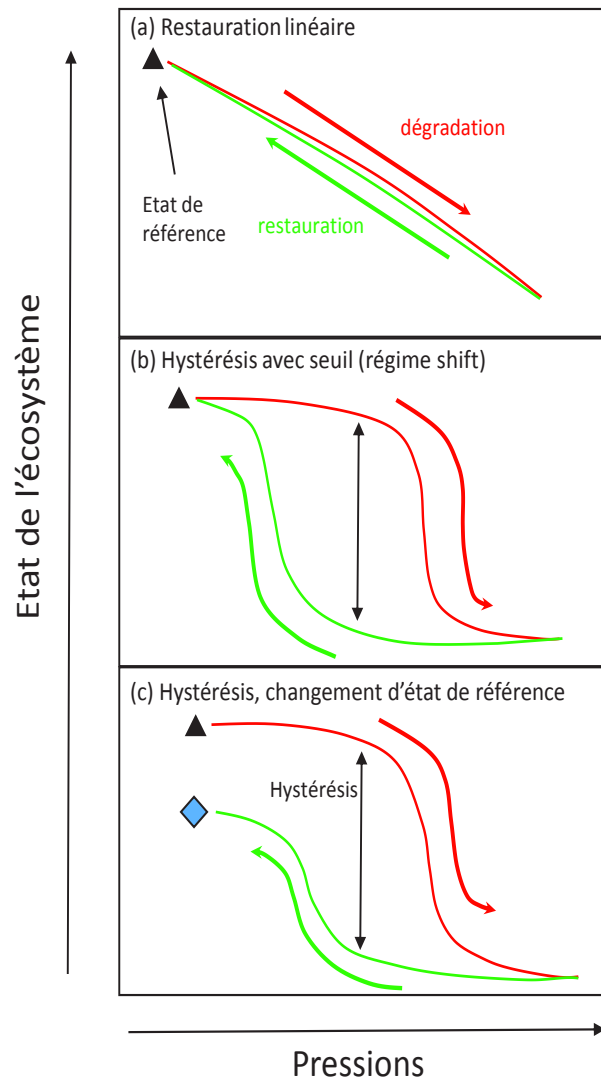 (a) Restauration linéaire
dégradation
Etat de
référence
restauration
(b) Hystérésis avec seuil (régime shift)
(c) Hystérésis, changement d'état de référence
Hystérésis
Etat de l'écosystème
Pressions